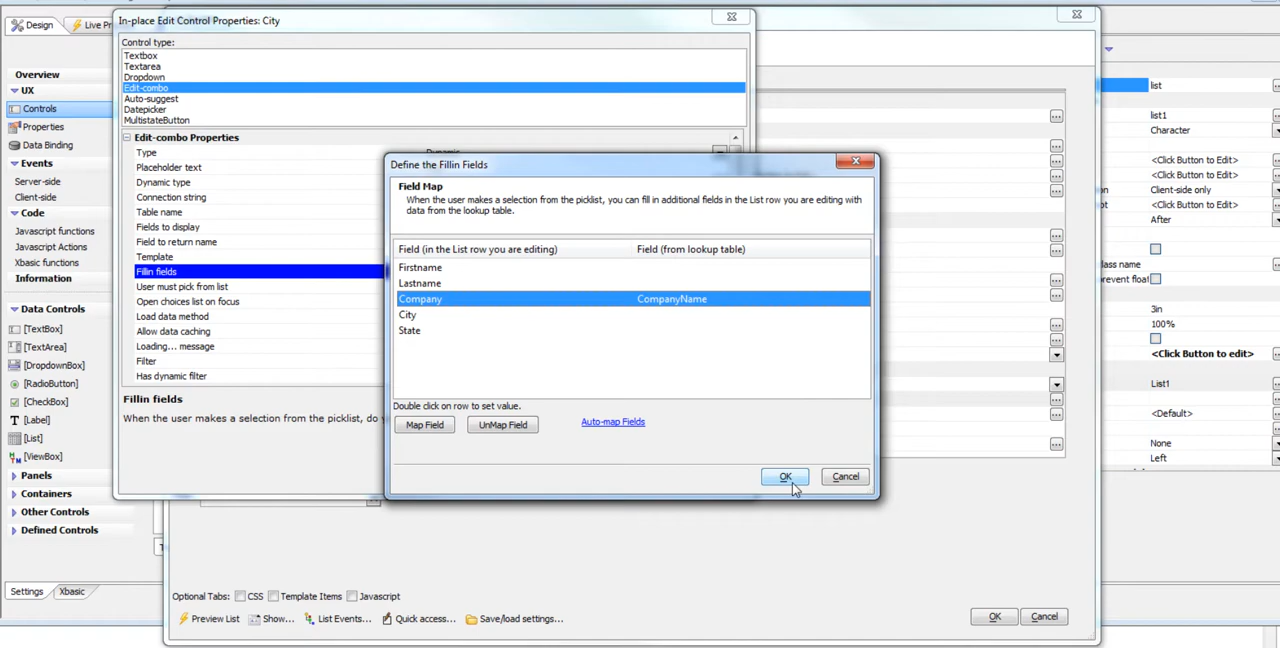 Design
Live Pr
In-place Edit Control Properties: City
Control type:
Textbox
Textarea
Dropdown
Edit-combo
Auto-suggest
Datepicker
MultistateButton
Edit-combo Properties
Type
Dynamic
Placeholder text
Dynamic type
Connection string
Table name
Fields to display
Field to return name
Template
Fillin fields
User must pick from list
Open choices list on focus
Load data method
Allow data caching
Loading... message
Filter
Has dynamic filter
Fillin fields
When the user makes a selection from the picklist, do y
Define the Fillin Fields
Field Map
When the user makes a selection from the picklist, you can fill in additional fields in the List row you are editing with
data from the lookup table.
Field (in the List row you are editing)
Field (from lookup table)
Firstname
Lastname
Company
CompanyName
City
State
Double click on row to set value.
Map Field
UnMap Field
Auto-map Fields
OK
Cancel
Overview
UX
Controls
Properties
Data Binding
Events
Server-side
Client-side
Code
Javascript functions
Javascript Actions
Xbasic functions
Information
Data Controls
[TextBox]
[TextArea]
[DropdownBox]
[RadioButton]
[CheckBox]
[Label]
[List]
[ViewBox]
Panels
Containers
Other Controls
Defined Controls
Settings
Xbasic
list
list1
Character
<Click Button to Edit>
<Click Button to Edit>
Client-side only
<Click Button to Edit>
After
lass name
prevent float
3in
100%
<Click Button to edit>
List1
<Default>
None
Left
Optional Tabs:
CSS
Template Items
Javascript
Preview List
Show...
List Events...
Quick access...
Save/load settings...
OK
Cancel